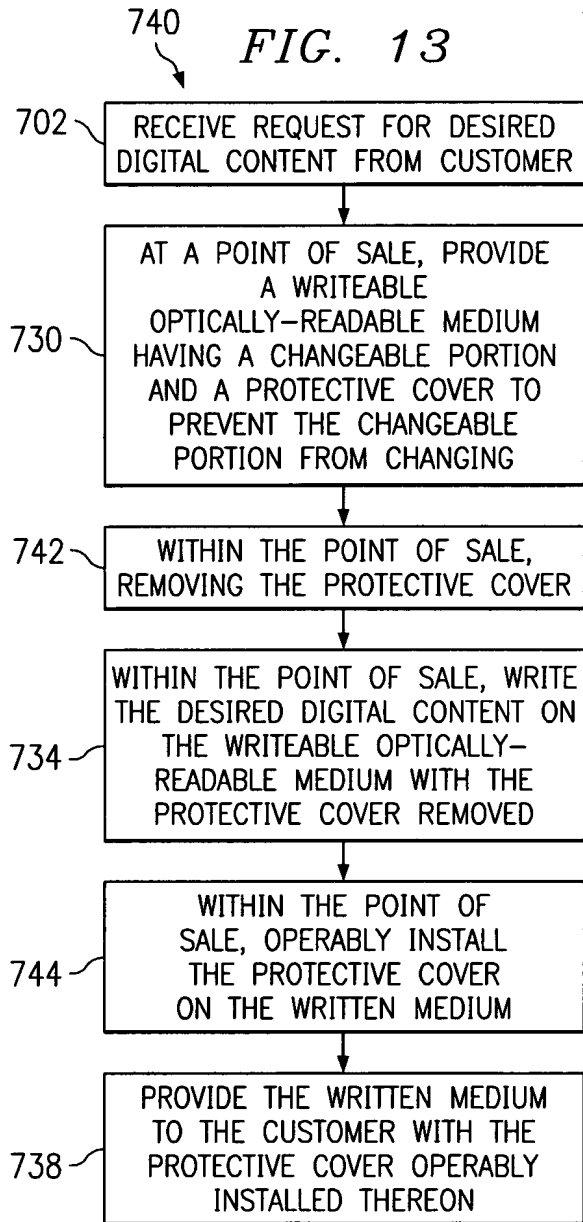 740
FIG. 13
702
RECEIVE REQUEST FOR DESIRED
DIGITAL CONTENT FROM CUSTOMER
730
AT A POINT OF SALE, PROVIDE
A WRITEABLE
OPTICALLY-READABLE MEDIUM
HAVING A CHANGEABLE PORTION
AND A PROTECTIVE COVER TO
PREVENT THE CHANGEABLE
PORTION FROM CHANGING
742
WITHIN THE POINT OF SALE,
REMOVING THE PROTECTIVE COVER
734
WITHIN THE POINT OF SALE, WRITE
THE DESIRED DIGITAL CONTENT ON
THE WRITEABLE OPTICALLY-
READABLE MEDIUM WITH THE
PROTECTIVE COVER REMOVED
744
WITHIN THE POINT OF
SALE, OPERABLY INSTALL
THE PROTECTIVE COVER
ON THE WRITTEN MEDIUM
738
PROVIDE THE WRITTEN MEDIUM
TO THE CUSTOMER WITH THE
PROTECTIVE COVER OPERABLY
INSTALLED THEREON